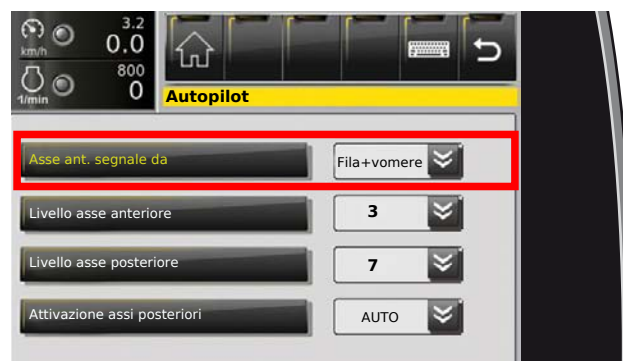 3.2
km/h 0.0
800
1/min 0
Autopilot
Asse ant. segnale da Fila+vomere
Livello asse anteriore 3
Livello asse posteriore 7
Attivazione assi posteriori AUTO